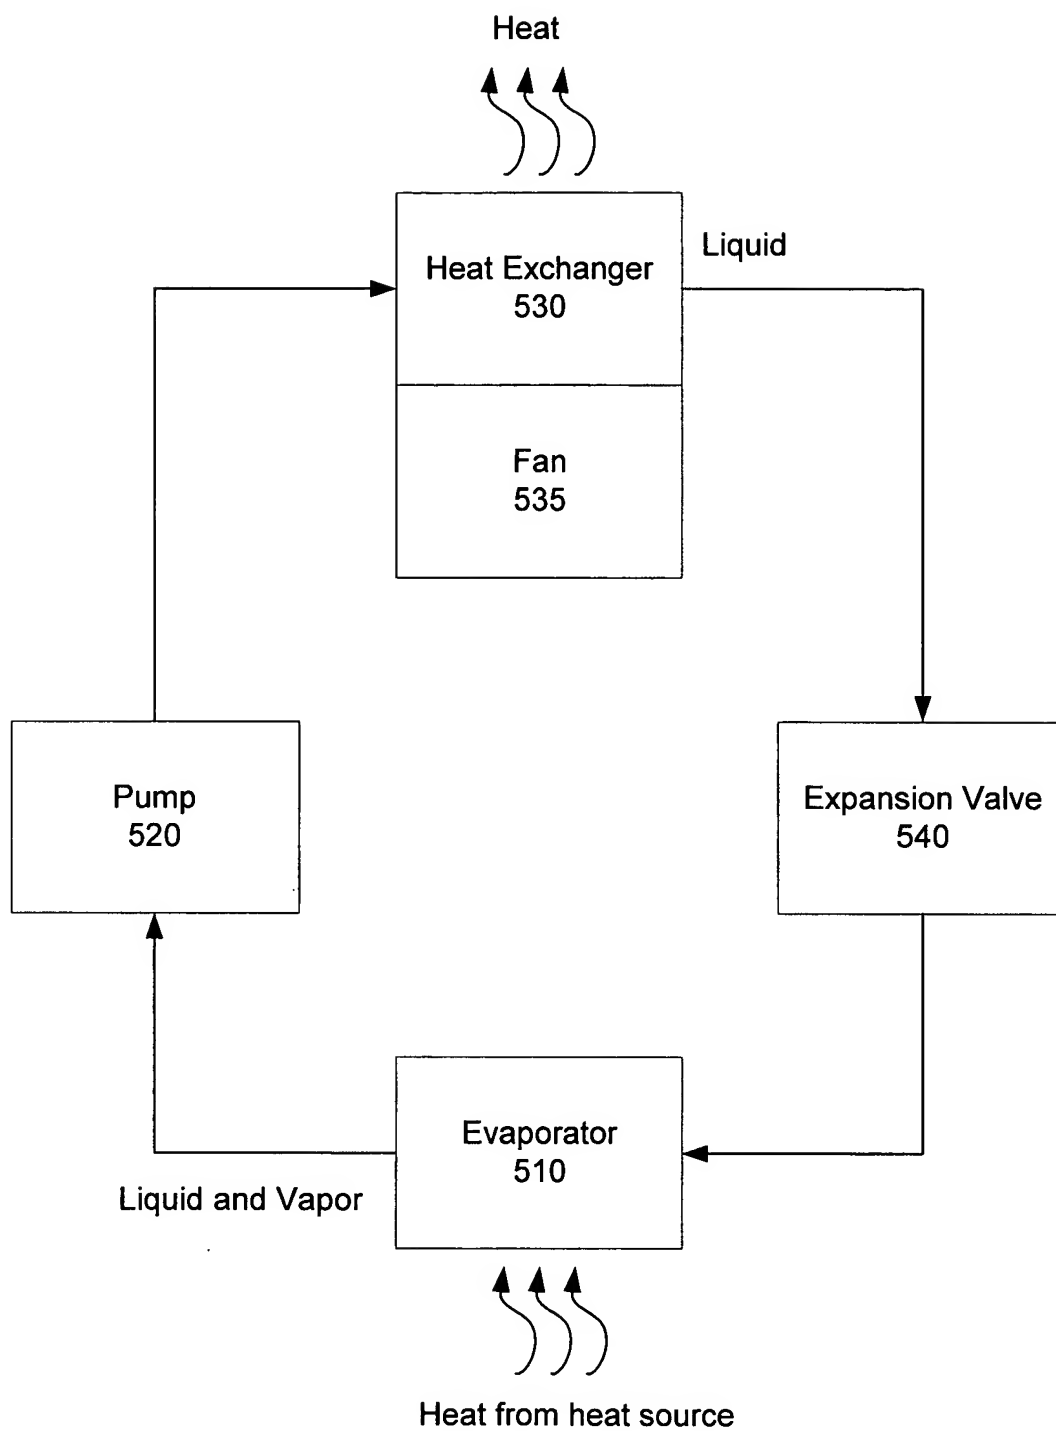 Heat
Heat Exchanger
530
Liquid
Fan
535
Pump
520
Expansion Valve
540
Evaporator
510
Liquid and Vapor
Heat from heat source